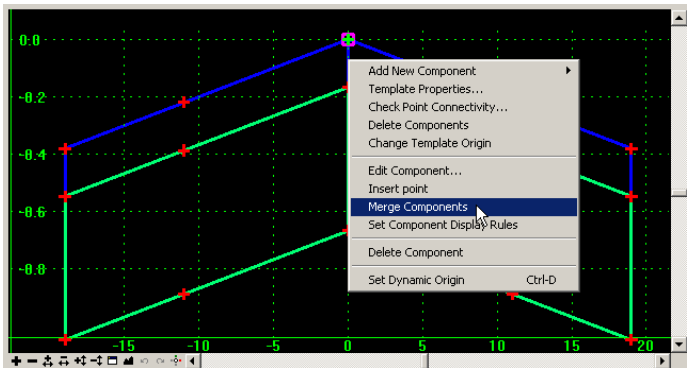 0.0
Add New Component
Template Properties...
Check Point Connectivity...
-0.2
Delete Components
Change Template Origin
-0.4
Edit Component...
Insert point
Merge Components
-0.6
Set Component Display Rules
Delete Component
-0.8
Set Dynamic Origin Ctrl-D
-15 -10 -5 0 5 10 15 20